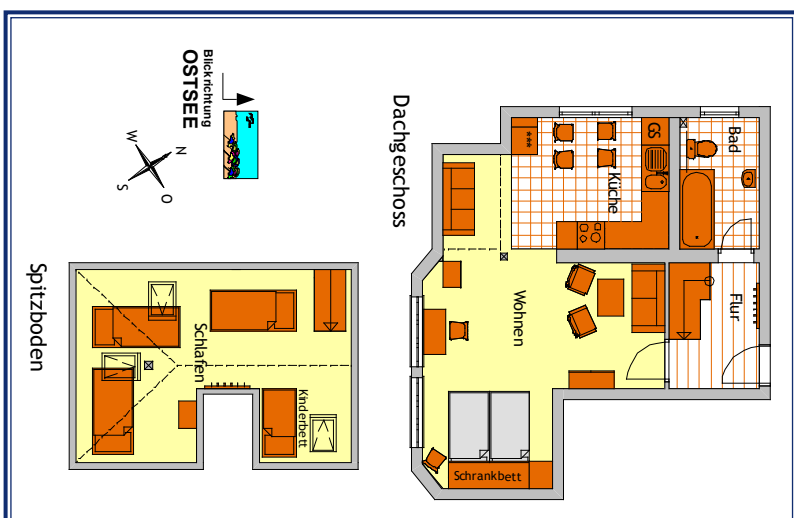 Blickrichtung
OSTSEE
N
W
O
S
Dachgeschoss
GS
***
Küche
Bad
Flur
Wohnen
Schrankbett
Schlafen
Kinderbett
Spitzboden